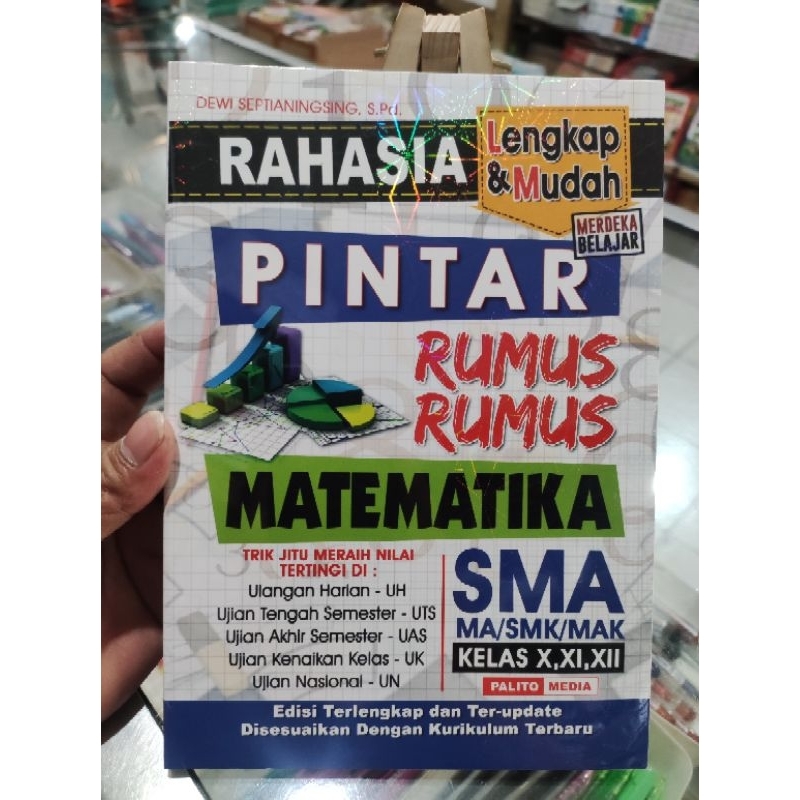 DEWI SEPTIANINGSING, S.Pd.
RAHASIA
Lengkap
& Mudah
MERDEKA
BELAJAR
PINTAR
RUMUS
RUMUS
MATEMATIKA
TRIK JITU MERAIH NILAI
TERTINGI DI :
Ulangan Harian - UH
Ujian Tengah Semester - UTS
Ujian Akhir Semester - UAS
Ujian Kenaikan Kelas - UK
Ujian Nasional - UN
SMA
MA/SMK/MAK
KELAS X,XI,XII
PALITO MEDIA
Edisi Terlengkap dan Ter-update
Disesuaikan Dengan Kurikulum Terbaru